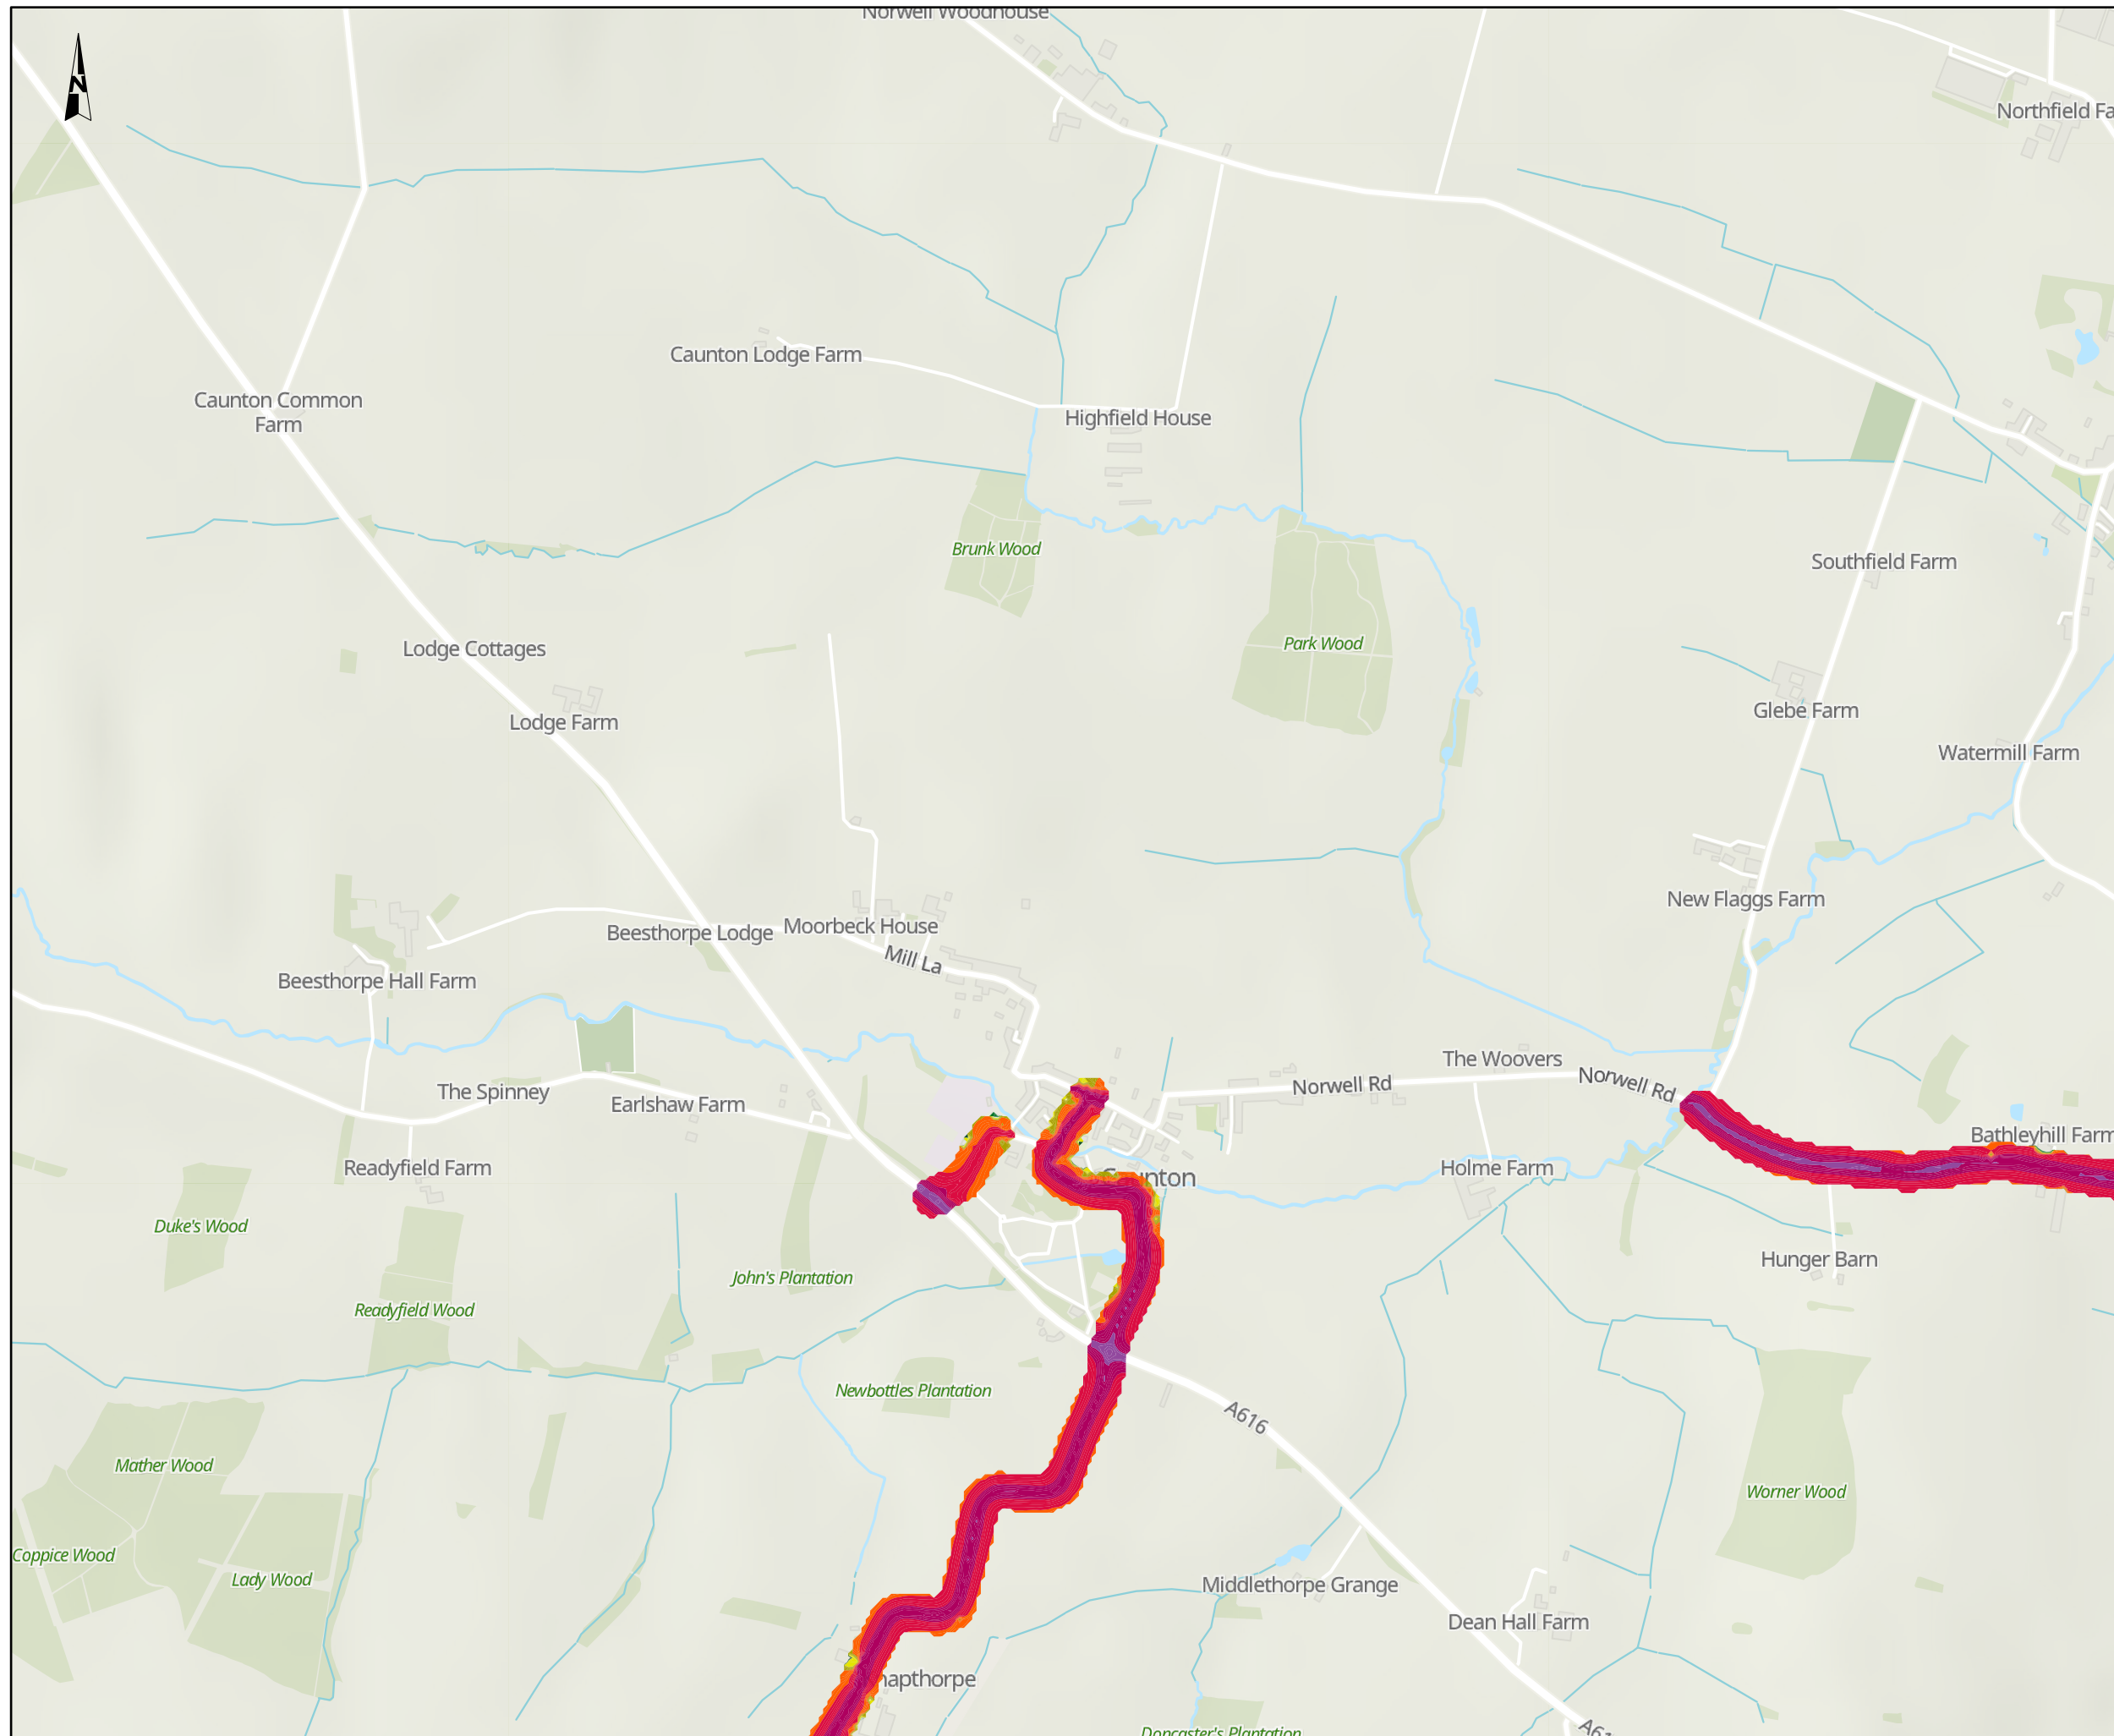 Norwell Woodhouse
N
Northfield Fa
Caunton Lodge Farm
Caunton Common
Farm
Highfield House
Brunk Wood
Southfield Farm
Park Wood
Lodge Cottages
Lodge Farm
Glebe Farm
Watermill Farm
New Flaggs Farm
Beesthorpe Lodge
Moorbeck House
Mill La
Beesthorpe Hall Farm
The Woovers
Norwell Rd
Norwell Rd
The Spinney
Earlshaw Farm
Bathleyhill Farm
Readyfield Farm
Holme Farm
unton
Duke's Wood
Hunger Barn
John's Plantation
Readyfield Wood
Newbottles Plantation
A616
Mather Wood
Worner Wood
Coppice Wood
Lady Wood
Middlethorpe Grange
Dean Hall Farm
hapthorpe
Doncaster's Plantation
A61